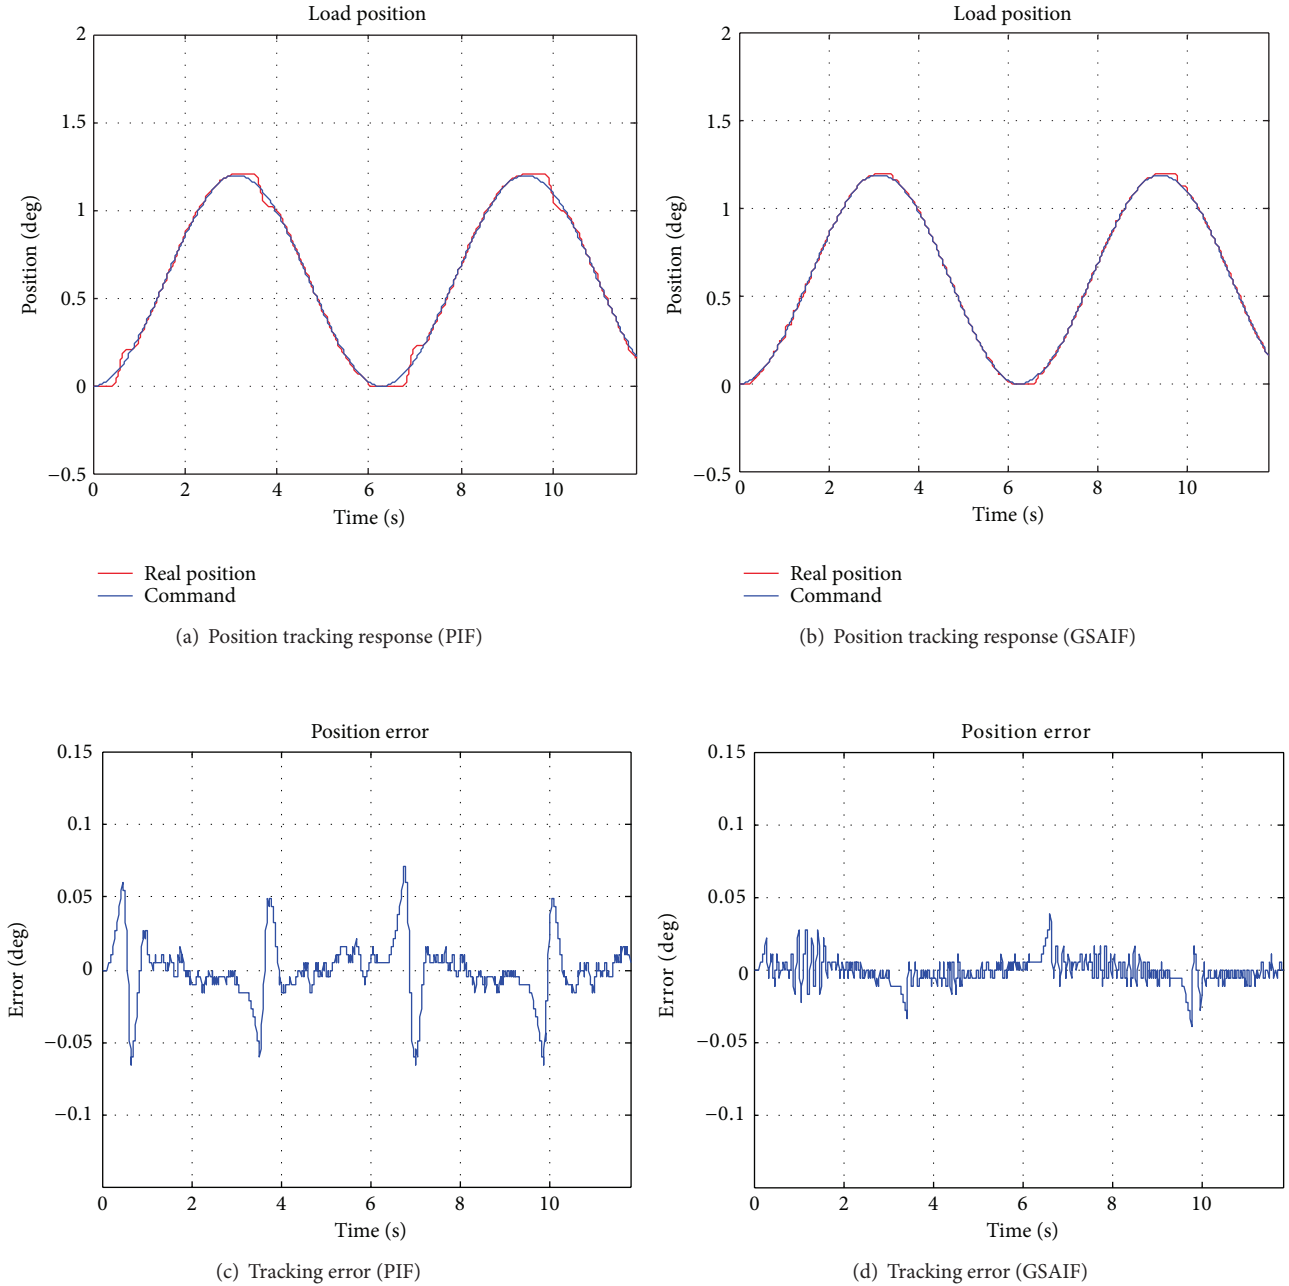 Load position
2
1.5
1
0.5
0
−0.5
Position (deg)
0 2 4 6 8 10
Time (s)
Real position
Command
(a) Position tracking response (PIF)
Load position
2
1.5
1
0.5
0
−0.5
Position (deg)
0 2 4 6 8 10
Time (s)
Real position
Command
(b) Position tracking response (GSAIF)
Position error
0.15
0.1
0.05
0
−0.05
−0.1
Error (deg)
0 2 4 6 8 10
Time (s)
(c) Tracking error (PIF)
Position error
0.15
0.1
0.05
0
−0.05
−0.1
Error (deg)
0 2 4 6 8 10
Time (s)
(d) Tracking error (GSAIF)